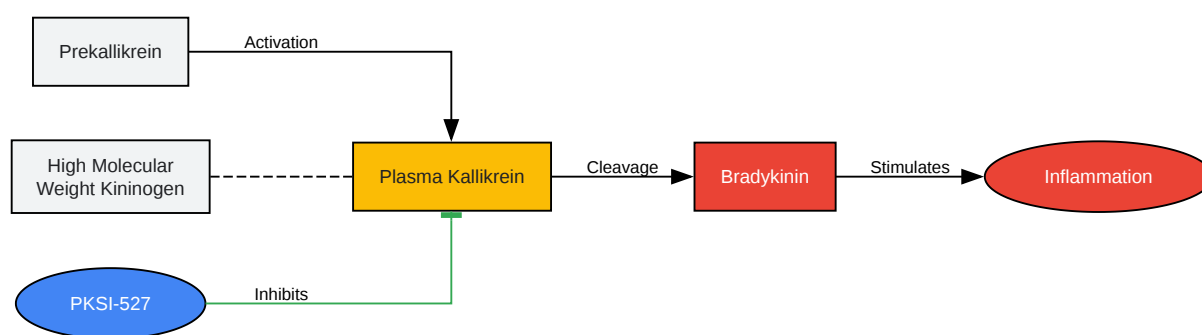 Prekallikrein
Activation
High Molecular
Weight Kininogen
Plasma Kallikrein
Cleavage
Bradykinin
Stimulates
Inflammation
PKSI-527
Inhibits